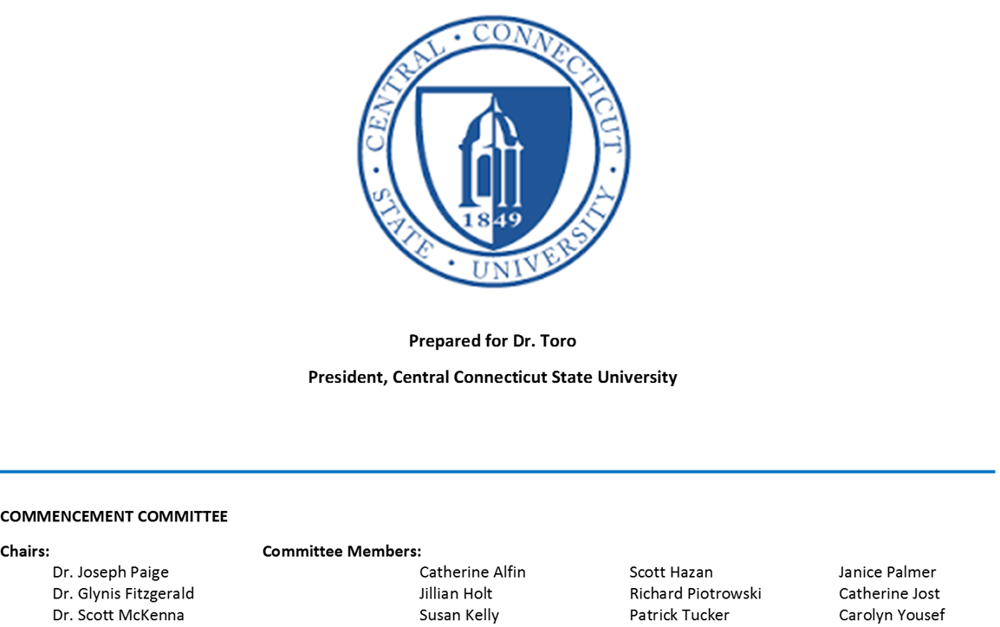 CENTRAL • CONNECTICUT • STATE • UNIVERSITY •
1849
Prepared for Dr. Toro
President, Central Connecticut State University
COMMENCEMENT COMMITTEE
Chairs: Committee Members:
Dr. Joseph Paige Catherine Alfin Scott Hazan Janice Palmer
Dr. Glynis Fitzgerald Jillian Holt Richard Piotrowski Catherine Jost
Dr. Scott McKenna Susan Kelly Patrick Tucker Carolyn Yousef